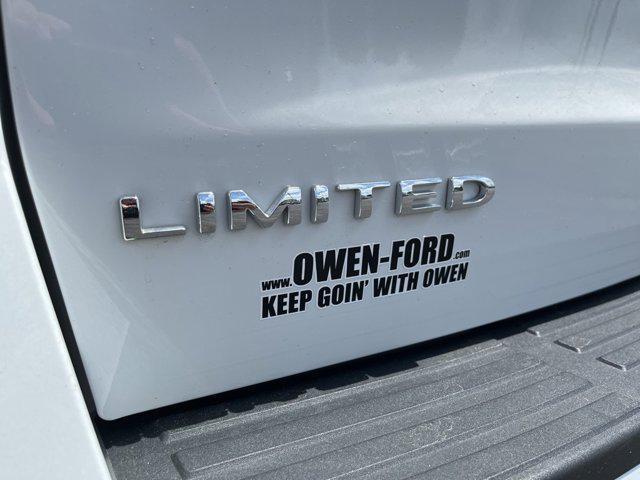 LIMITED
www.OWEN-FORD.com
KEEP GOIN' WITH OWEN